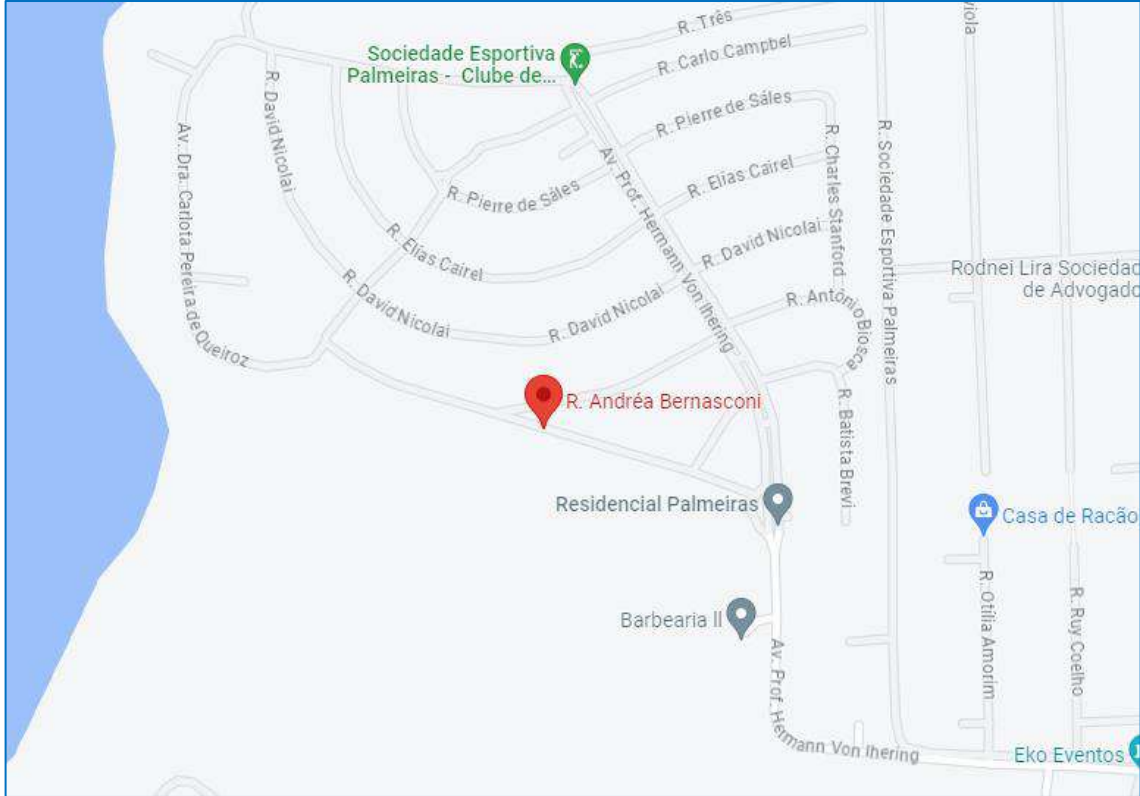 R. Três
viola
Sociedade Esportiva
Palmeiras - Clube de...
R. Carlo Campbel
R. David Nicolai
R. Pierre de Sáles
Av. Dra. Carlota Pereira de Queiroz
R. Charles Stanford
R. Sociedade Esportiva Palmeiras
Av. Prof. Hermann Von Ihering
R. Elias Cairel
R. Pierre de Sáles
R. Elias Cairel
R. David Nicolai
Rodnei Lira Sociedad
de Advogado
R. David Nicolai
R. David Nicolai
R. Antônio Biosca
R. Andréa Bernasconi
R. Batista Brevi
Residencial Palmeiras
Casa de Racão
R. Otília Amorim
R. Ruy Coelho
Barbearia ll
Av. Prof. Hermann Von Ihering
Eko Eventos